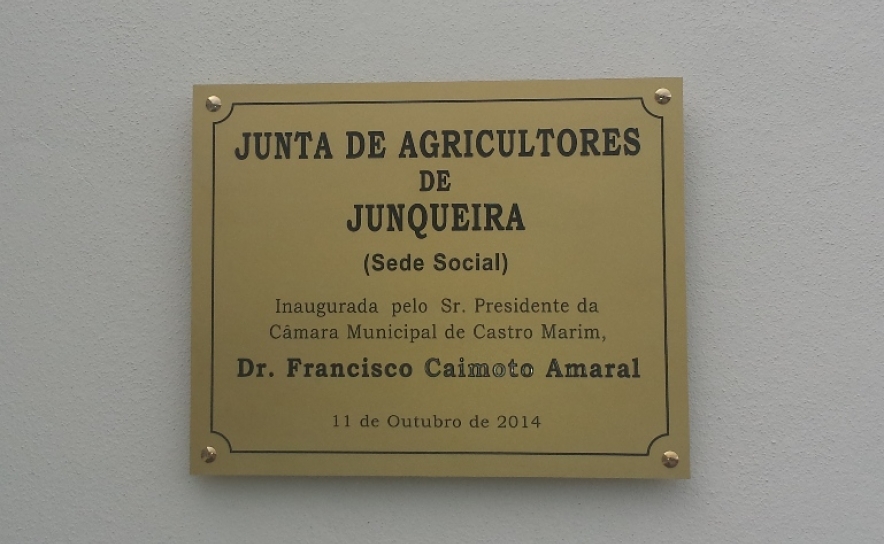 JUNTA DE AGRICULTORES
DE
JUNQUEIRA
(Sede Social)
Inaugurada pelo Sr. Presidente da
Câmara Municipal de Castro Marim,
Dr. Francisco Caimoto Amaral
11 de Outubro de 2014